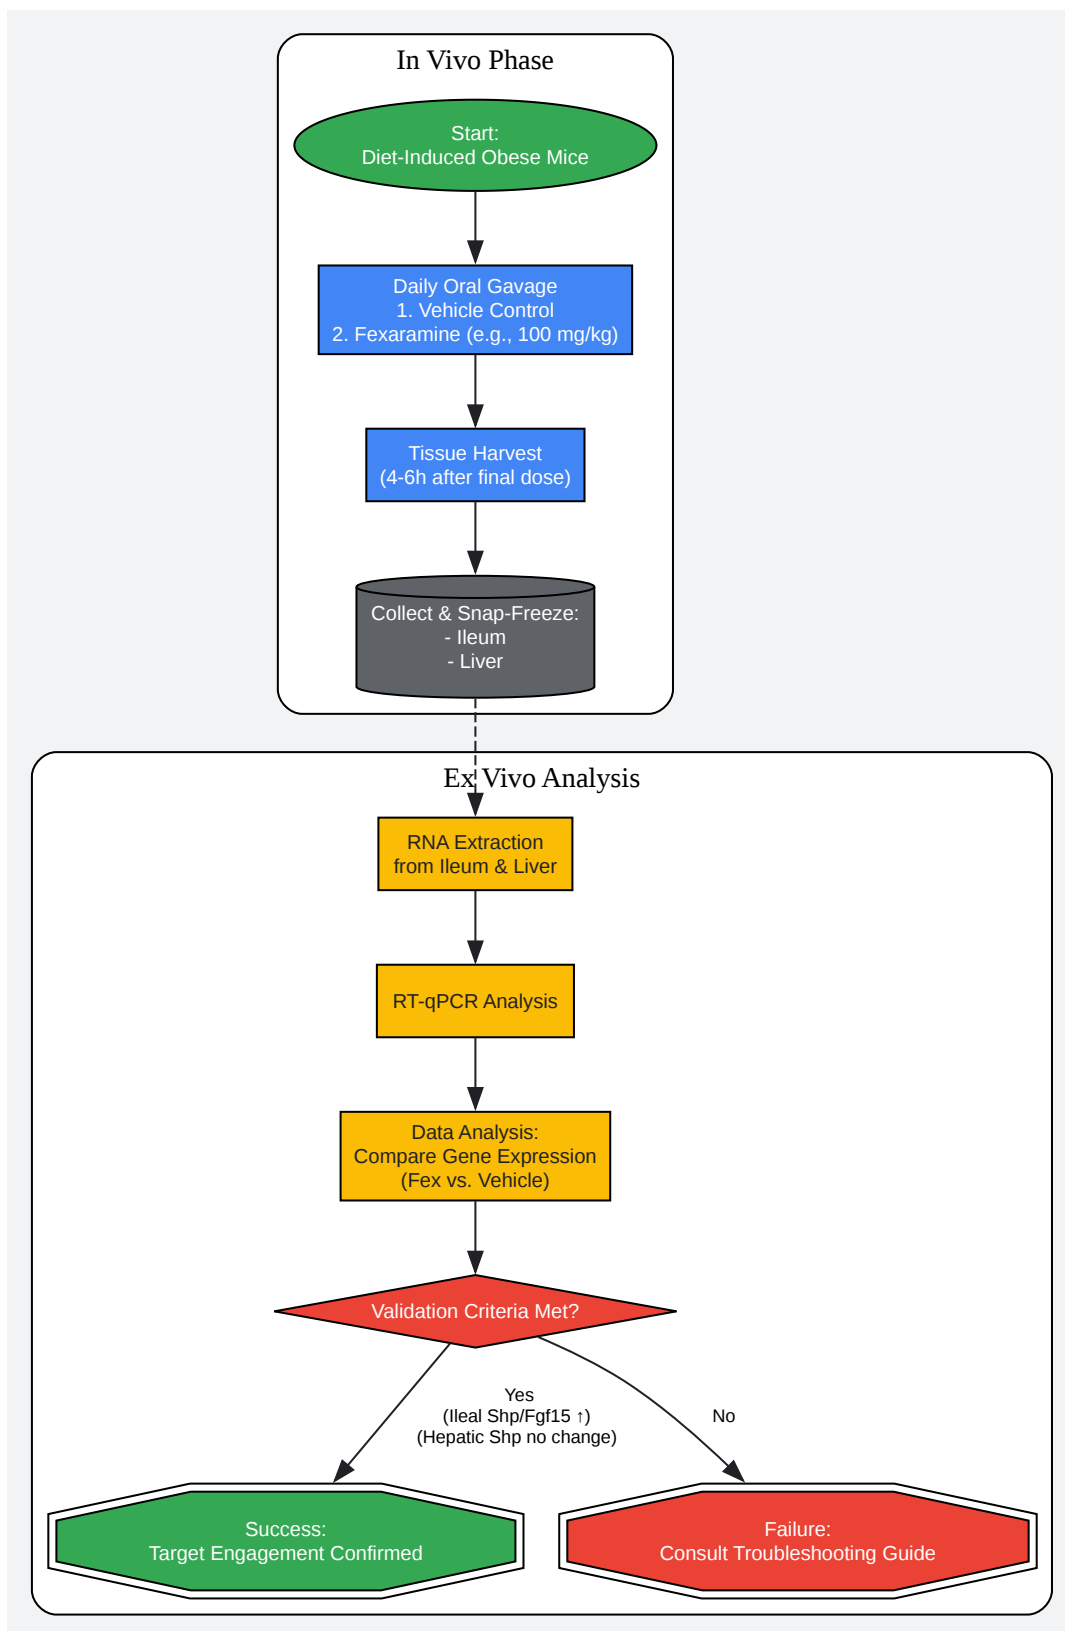 In Vivo Phase
Start:
Diet-Induced Obese Mice
Daily Oral Gavage
1. Vehicle Control
2. Fexaramine (e.g., 100 mg/kg)
Tissue Harvest
(4-6h after final dose)
Collect & Snap-Freeze:
- Ileum
- Liver
Ex Vivo Analysis
RNA Extraction
from Ileum & Liver
RT-qPCR Analysis
Data Analysis:
Compare Gene Expression
(Fex vs. Vehicle)
Validation Criteria Met?
Yes
(Ileal Shp/Fgf15 ↑)
(Hepatic Shp no change)
No
Success:
Target Engagement Confirmed
Failure:
Consult Troubleshooting Guide